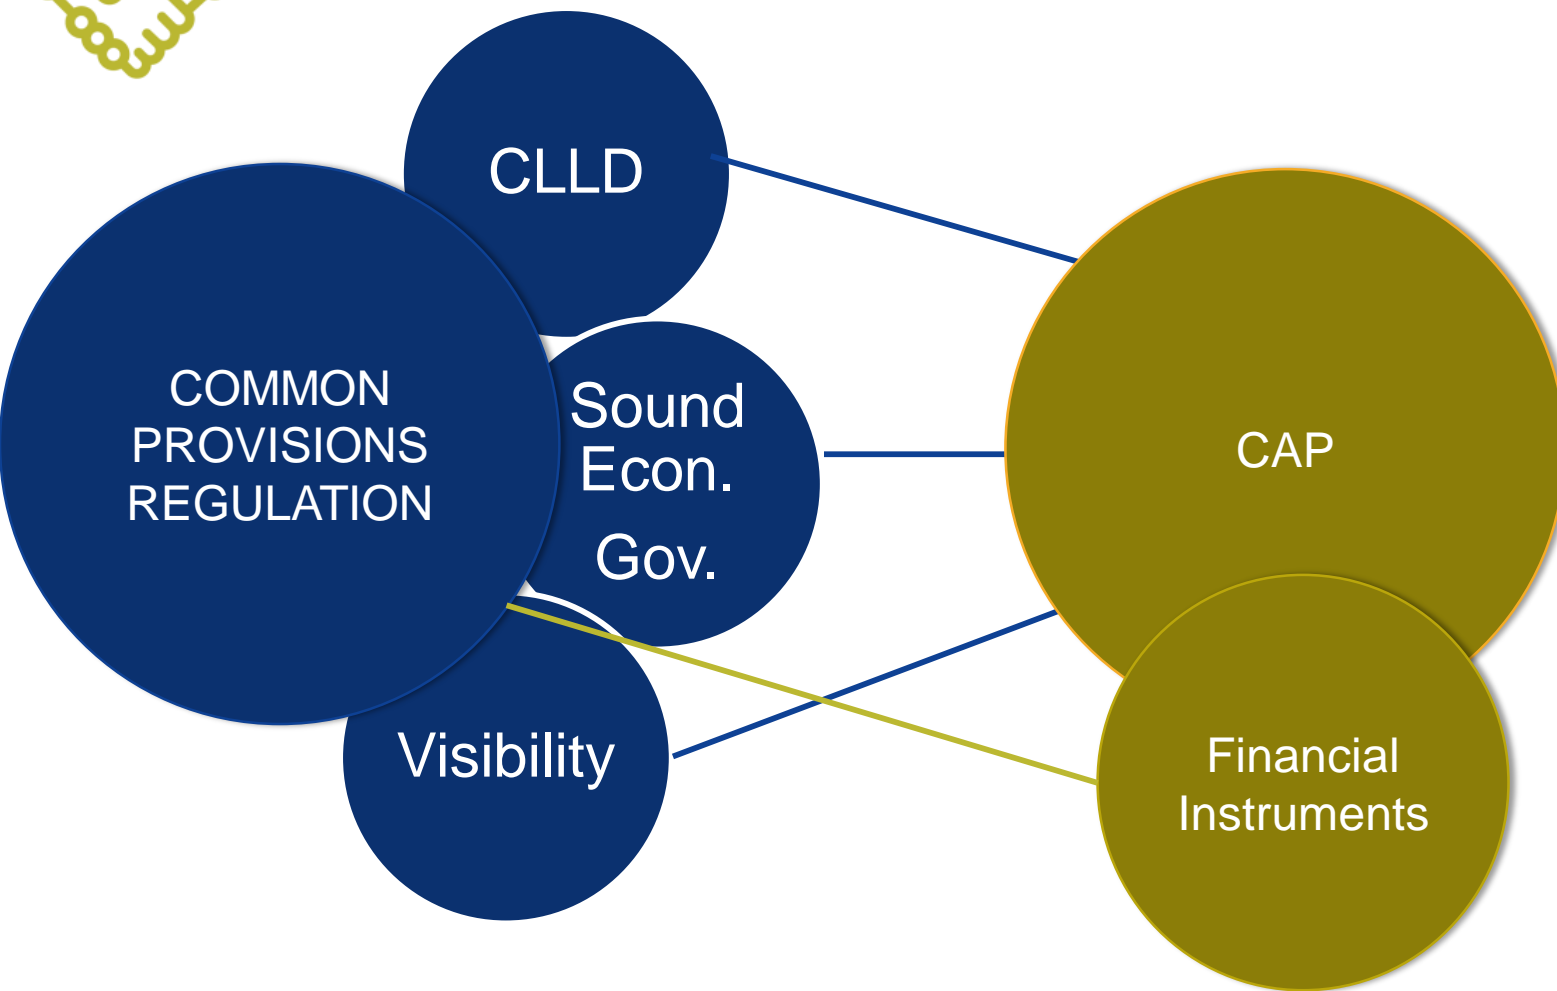 CLLD
COMMON
PROVISIONS
REGULATION
Sound
Econ.
Gov.
Visibility
CAP
Financial
Instruments